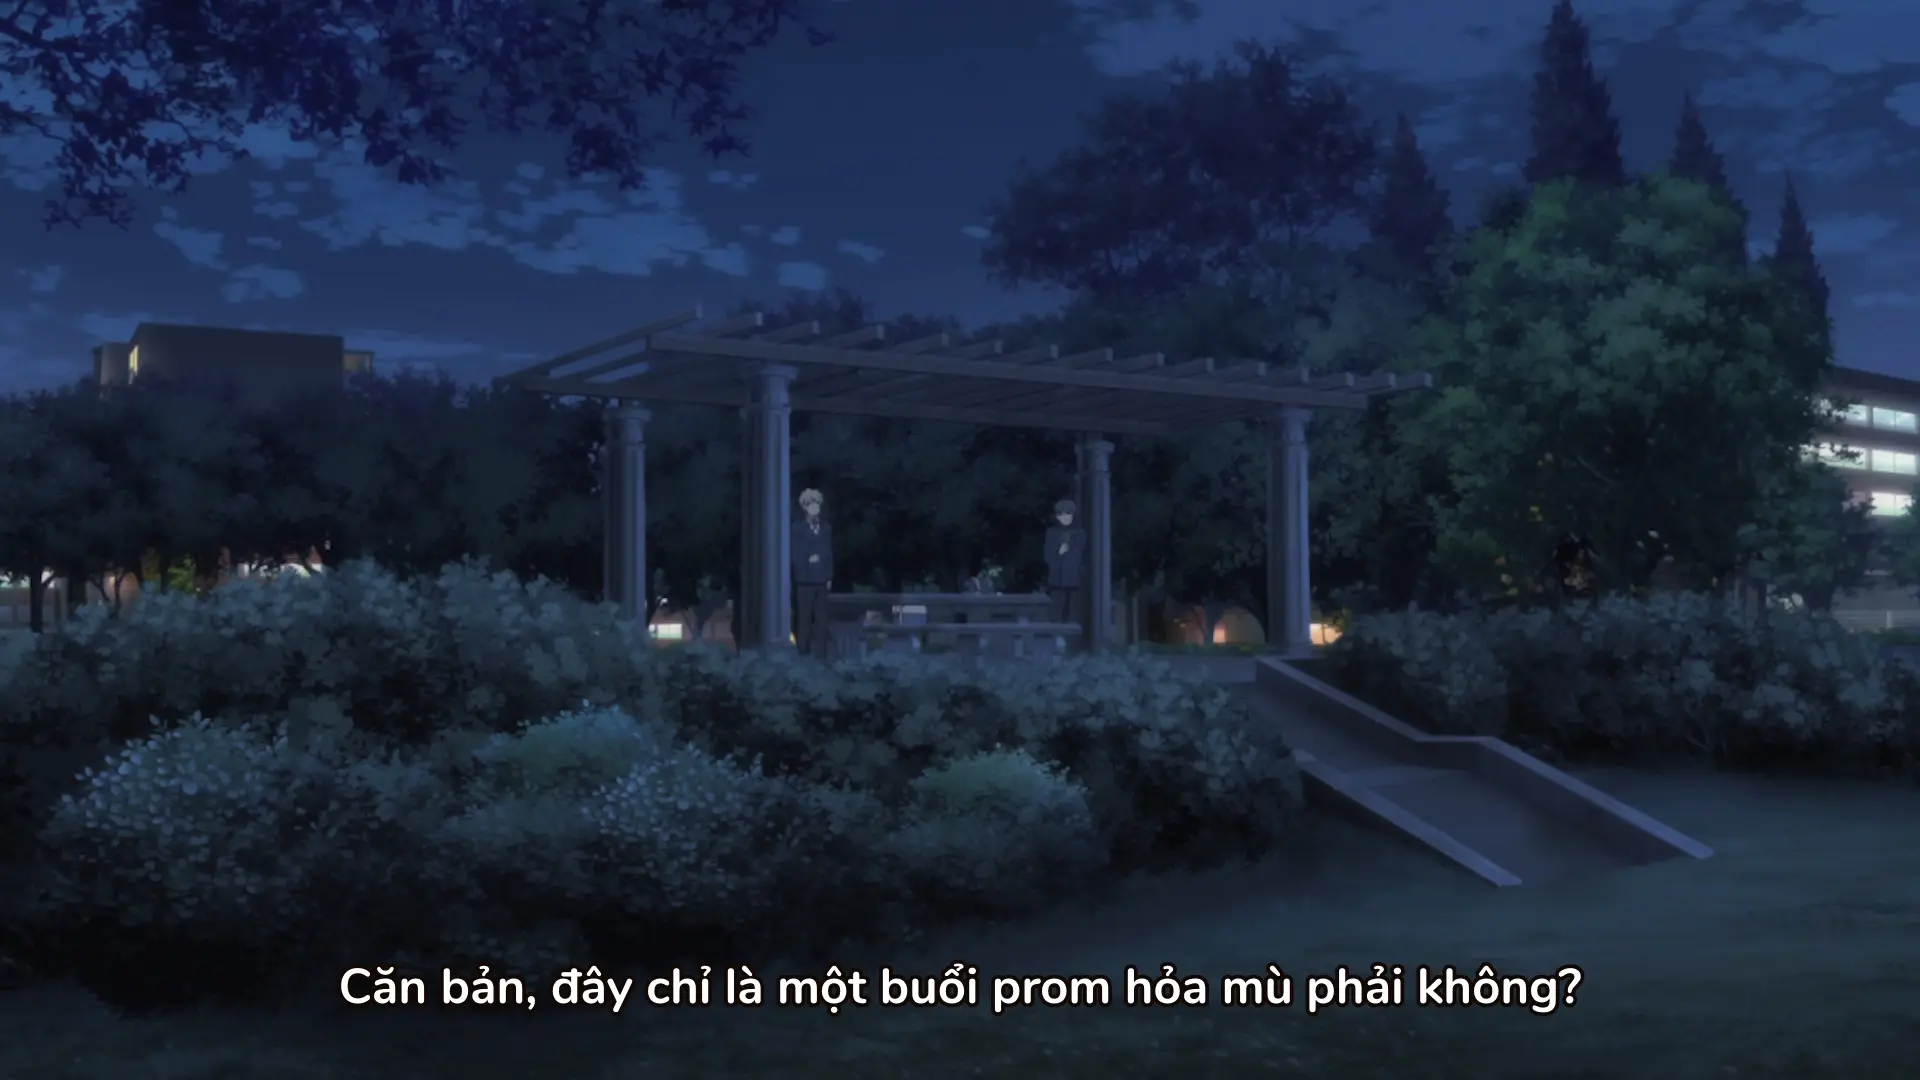 Căn bản, đây chỉ là một buổi prom hỏa mù phải không?